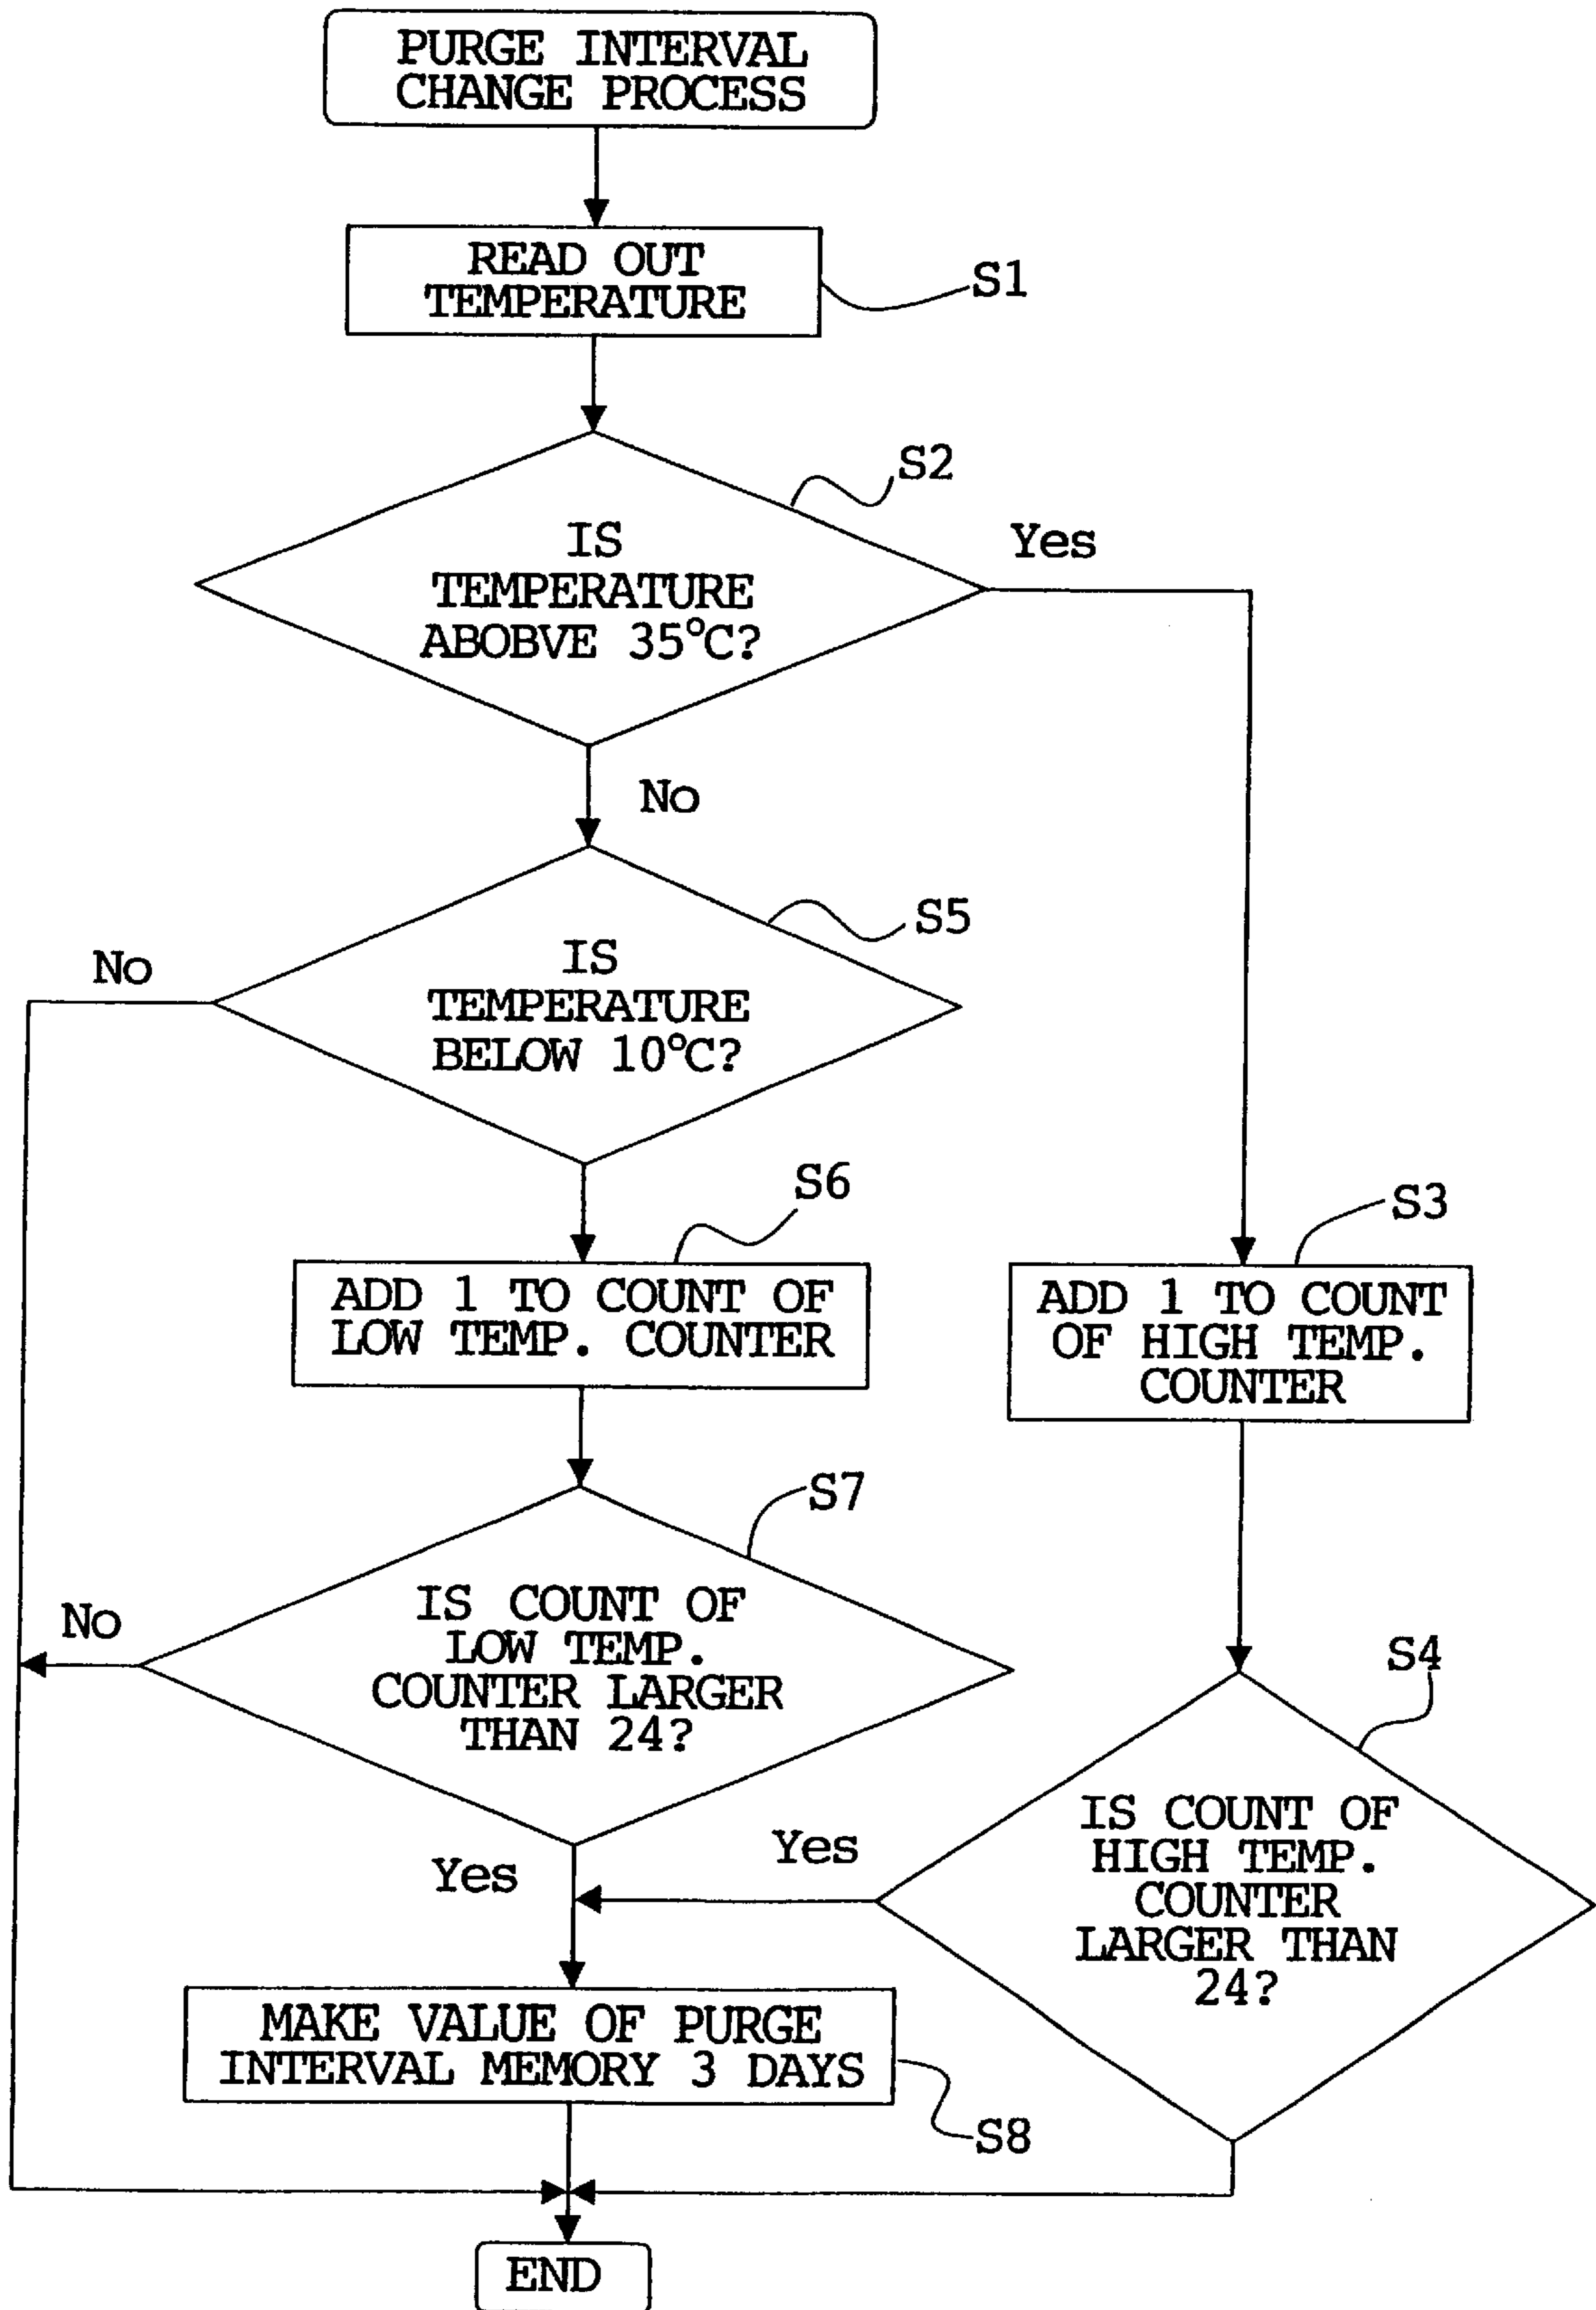 PURGE INTERVAL
CHANGE PROCESS
READ OUT
TEMPERATURE
S1
S2
IS
TEMPERATURE
ABOBVE 35°C?
Yes
No
S5
IS
TEMPERATURE
BELOW 10°C?
No
S6
ADD 1 TO COUNT OF
LOW TEMP. COUNTER
S3
ADD 1 TO COUNT
OF HIGH TEMP.
COUNTER
S7
IS COUNT OF
LOW TEMP.
COUNTER LARGER
THAN 24?
No
Yes
S4
IS COUNT OF
HIGH TEMP.
COUNTER
LARGER THAN
24?
Yes
MAKE VALUE OF PURGE
INTERVAL MEMORY 3 DAYS
S8
END